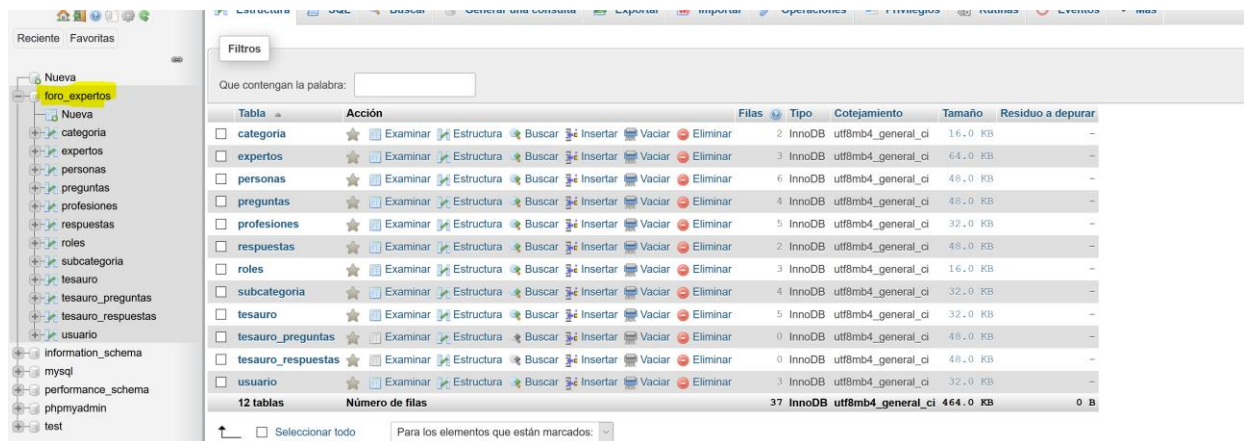 Estructura SQL Buscar Generar una consulta Exportar Importar Operaciones Privilegios Rutinas Eventos Más
Reciente Favoritas
Nueva
foro_expertos
Nueva
categoria
expertos
personas
preguntas
profesiones
respuestas
roles
subcategoria
tesauro
tesauro_preguntas
tesauro_respuestas
usuario
information_schema
mysql
performance_schema
phpmyadmin
test
Filtros
Que contengan la palabra:
Tabla Acción Filas Tipo Cotejamiento Tamaño Residuo a depurar
categoria Examinar Estructura Buscar Insertar Vaciar Eliminar 2 InnoDB utf8mb4_general_ci 16.0 KB -
expertos Examinar Estructura Buscar Insertar Vaciar Eliminar 3 InnoDB utf8mb4_general_ci 64.0 KB -
personas Examinar Estructura Buscar Insertar Vaciar Eliminar 6 InnoDB utf8mb4_general_ci 48.0 KB -
preguntas Examinar Estructura Buscar Insertar Vaciar Eliminar 4 InnoDB utf8mb4_general_ci 48.0 KB -
profesiones Examinar Estructura Buscar Insertar Vaciar Eliminar 5 InnoDB utf8mb4_general_ci 32.0 KB -
respuestas Examinar Estructura Buscar Insertar Vaciar Eliminar 2 InnoDB utf8mb4_general_ci 48.0 KB -
roles Examinar Estructura Buscar Insertar Vaciar Eliminar 3 InnoDB utf8mb4_general_ci 16.0 KB -
subcategoria Examinar Estructura Buscar Insertar Vaciar Eliminar 4 InnoDB utf8mb4_general_ci 32.0 KB -
tesauro Examinar Estructura Buscar Insertar Vaciar Eliminar 5 InnoDB utf8mb4_general_ci 32.0 KB -
tesauro_preguntas Examinar Estructura Buscar Insertar Vaciar Eliminar 0 InnoDB utf8mb4_general_ci 48.0 KB -
tesauro_respuestas Examinar Estructura Buscar Insertar Vaciar Eliminar 0 InnoDB utf8mb4_general_ci 48.0 KB -
usuario Examinar Estructura Buscar Insertar Vaciar Eliminar 3 InnoDB utf8mb4_general_ci 32.0 KB -
12 tablas Número de filas 37 InnoDB utf8mb4_general_ci 464.0 KB 0 B
Seleccionar todo Para los elementos que están marcados: